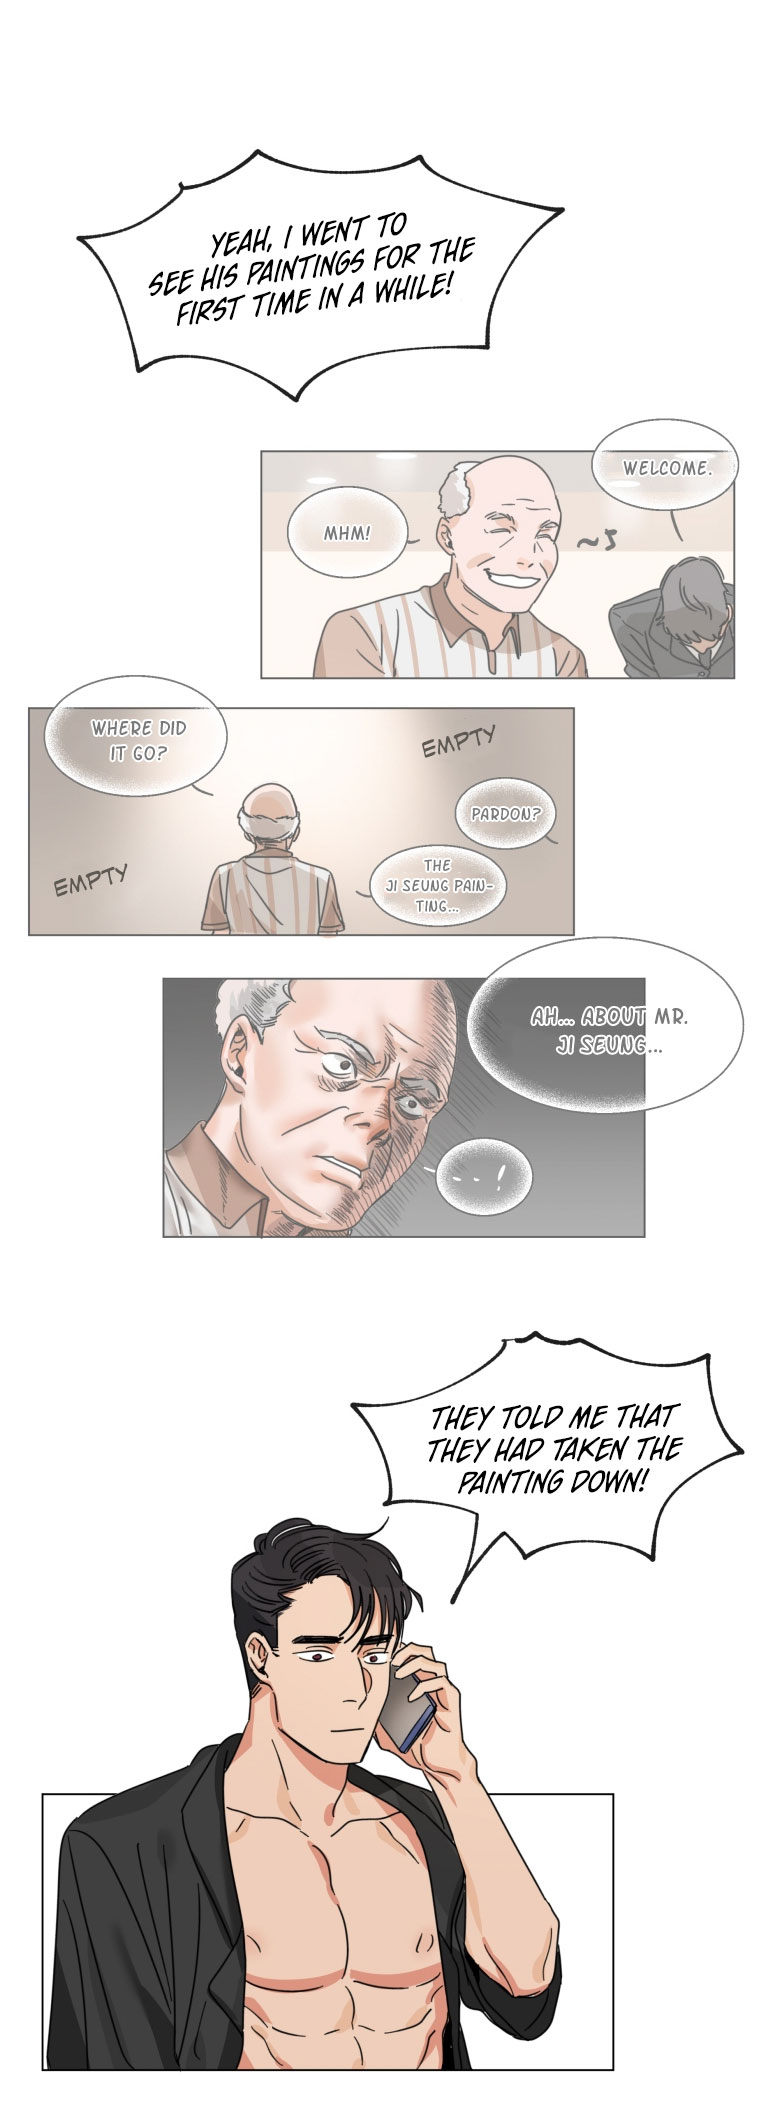 YEAH, I WENT TO
SEE HIS PAINTINGS FOR THE
FIRST TIME IN A WHILE!
WELCOME.
MHM!
WHERE DID
IT GO?
EMPTY
PARDON?
THE
JI SEUNG PAIN-
TING...
EMPTY
AH... ABOUT MR.
JI SEUNG...
...!
THEY TOLD ME THAT
THEY HAD TAKEN THE
PAINTING DOWN!